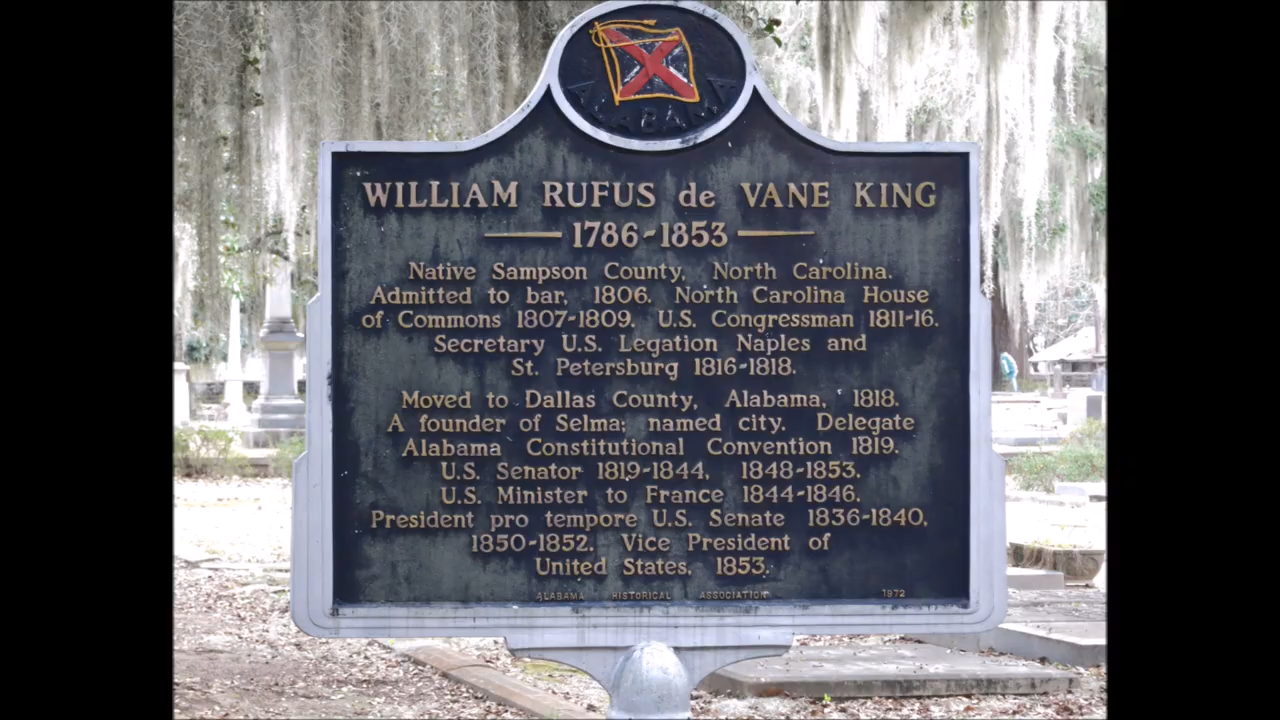 ALABAMA
WILLIAM RUFUS de VANE KING
1786-1853
Native Sampson County, North Carolina.
Admitted to bar, 1806. North Carolina House
of Commons 1807-1809. U.S. Congressman 1811-16.
Secretary U.S. Legation Naples and
St. Petersburg 1816-1818.
Moved to Dallas County, Alabama, 1818.
A founder of Selma; named city. Delegate
Alabama Constitutional Convention 1819.
U.S. Senator 1819-1844, 1848-1853.
U.S. Minister to France 1844-1846.
President pro tempore U.S. Senate 1836-1840,
1850-1852. Vice President of
United States, 1853.
ALABAMA HISTORICAL ASSOCIATION 1972